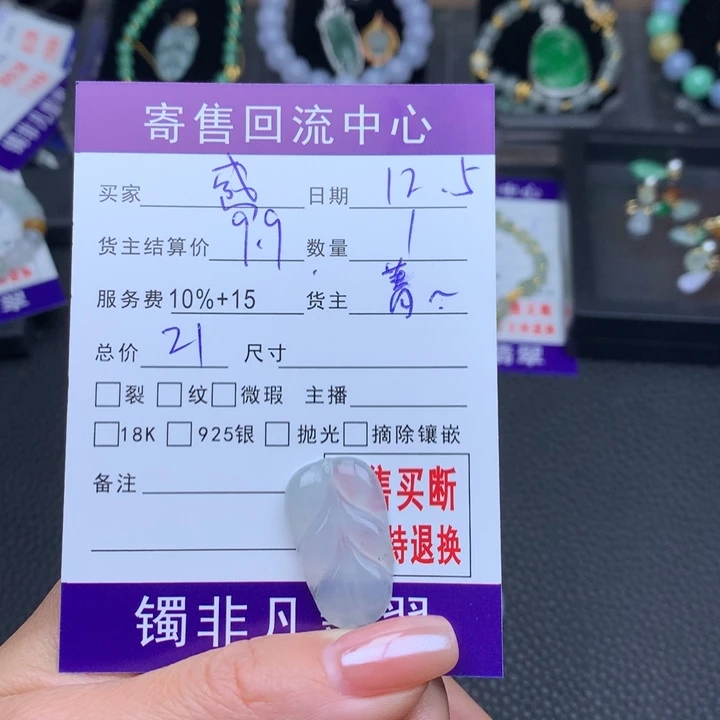 寄售回流中心
买家 日期 12.5
货主结算价 9.9 数量 1
服务费 10%+15 货主
总价 21 尺寸
裂 纹 微瑕 主播
18K 925银 抛光 摘除镶嵌
备注
售买断
持退换
镯非凡